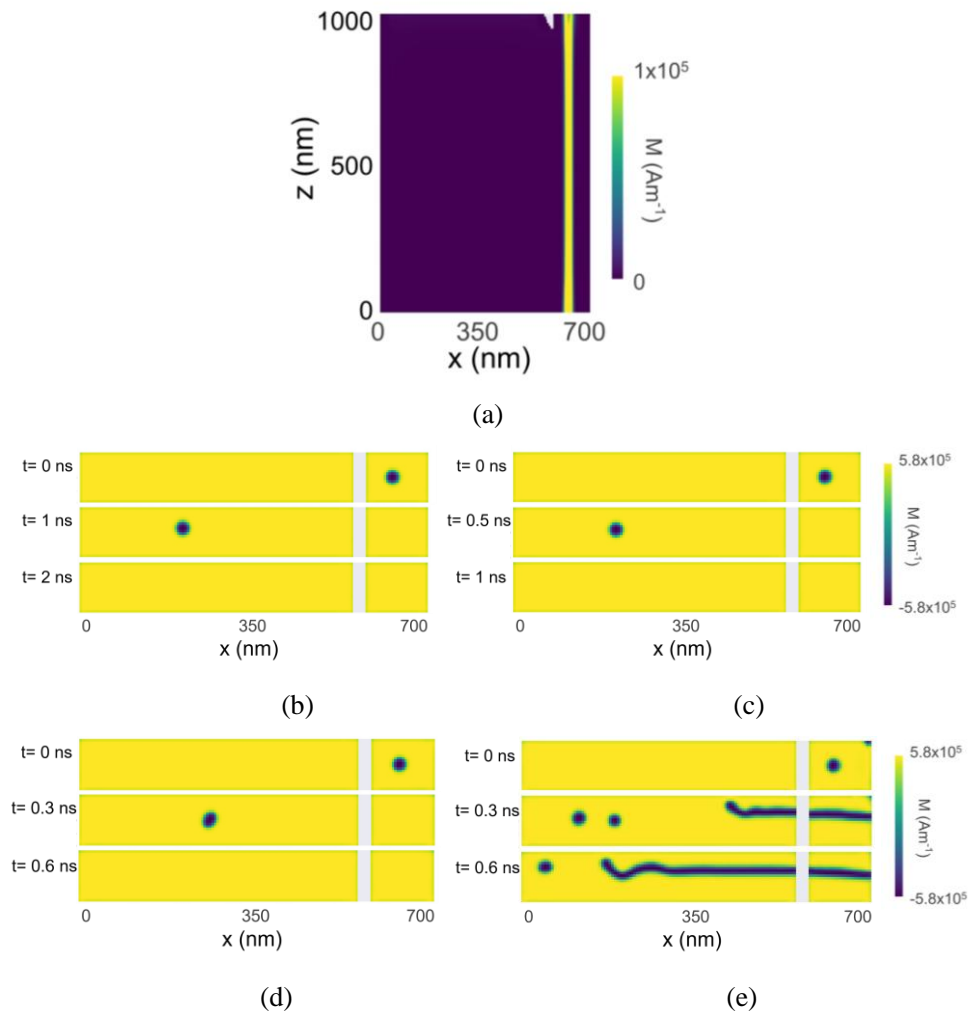 1000
500
0
z (nm)
0 350 700
x (nm)
1x10⁵
M (Am⁻¹)
0
(a)
t= 0 ns
t= 1 ns
t= 2 ns
0 350 700
x (nm)
(b)
t= 0 ns
t= 0.5 ns
t= 1 ns
0 350 700
x (nm)
5.8x10⁵
M (Am⁻¹)
-5.8x10⁵
(c)
t= 0 ns
t= 0.3 ns
t= 0.6 ns
0 350 700
x (nm)
(d)
t= 0 ns
t= 0.3 ns
t= 0.6 ns
0 350 700
x (nm)
5.8x10⁵
M (Am⁻¹)
-5.8x10⁵
(e)